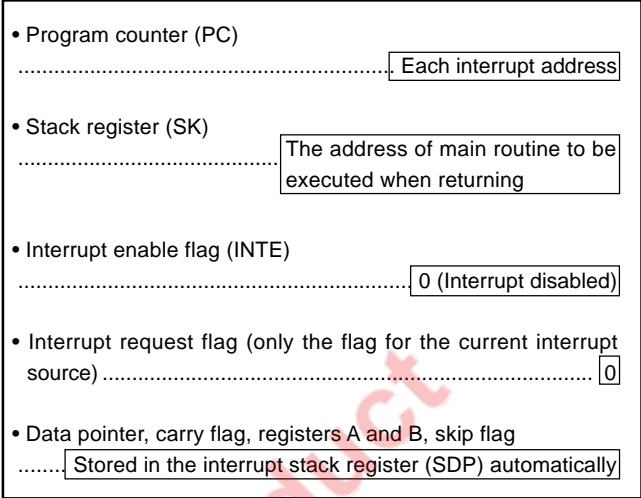 • Program counter (PC)
............................................................... Each interrupt address
• Stack register (SK)
........................................... The address of main routine to be
executed when returning
• Interrupt enable flag (INTE)
.................................................................. 0 (Interrupt disabled)
• Interrupt request flag (only the flag for the current interrupt
source) .................................................................................. 0
• Data pointer, carry flag, registers A and B, skip flag
........ Stored in the interrupt stack register (SDP) automatically
duct